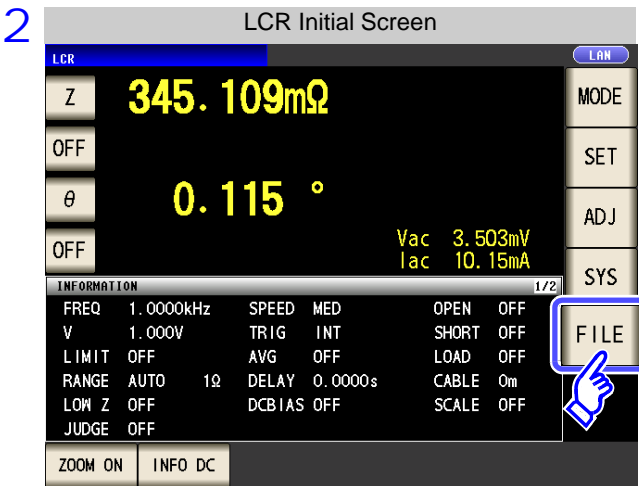 2
LCR Initial Screen
LCR
LAN
Z 345.109mΩ
MODE
OFF
SET
θ 0.115 °
ADJ
OFF
Vac 3.503mV
Iac 10.15mA
SYS
INFORMATION 1/2
FREQ 1.0000kHz SPEED MED OPEN OFF
V 1.000V TRIG INT SHORT OFF
FILE
LIMIT OFF AVG OFF LOAD OFF
RANGE AUTO 1Ω DELAY 0.0000s CABLE 0m
LOW Z OFF DCBIAS OFF SCALE OFF
JUDGE OFF
ZOOM ON INFO DC